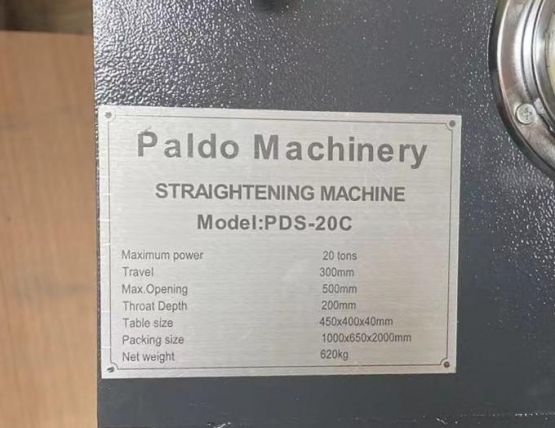 Paldo Machinery
STRAIGHTENING MACHINE
Model:PDS-20C
Maximum power 20 tons
Travel 300mm
Max.Opening 500mm
Throat Depth 200mm
Table size 450x400x40mm
Packing size 1000x650x2000mm
Net weight 620kg